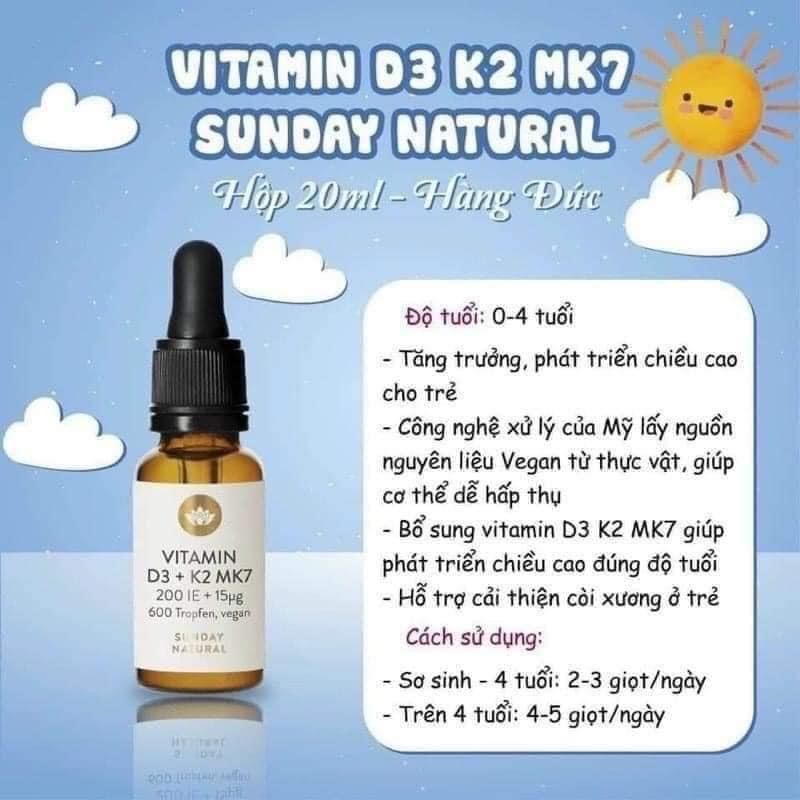 VITAMIN D3 K2 MK7
SUNDAY NATURAL
Hộp 20ml - Hàng Đức
Độ tuổi: 0-4 tuổi
- Tăng trưởng, phát triển chiều cao
cho trẻ
- Công nghệ xử lý của Mỹ lấy nguồn
nguyên liệu Vegan từ thực vật, giúp
cơ thể dễ hấp thụ
- Bổ sung vitamin D3 K2 MK7 giúp
phát triển chiều cao đúng độ tuổi
- Hỗ trợ cải thiện còi xương ở trẻ
Cách sử dụng:
- Sơ sinh - 4 tuổi: 2-3 giọt/ngày
- Trên 4 tuổi: 4-5 giọt/ngày
VITAMIN
D3 + K2 MK7
200 IE + 15µg
600 Tropfen, vegan
SUNDAY
NATURAL